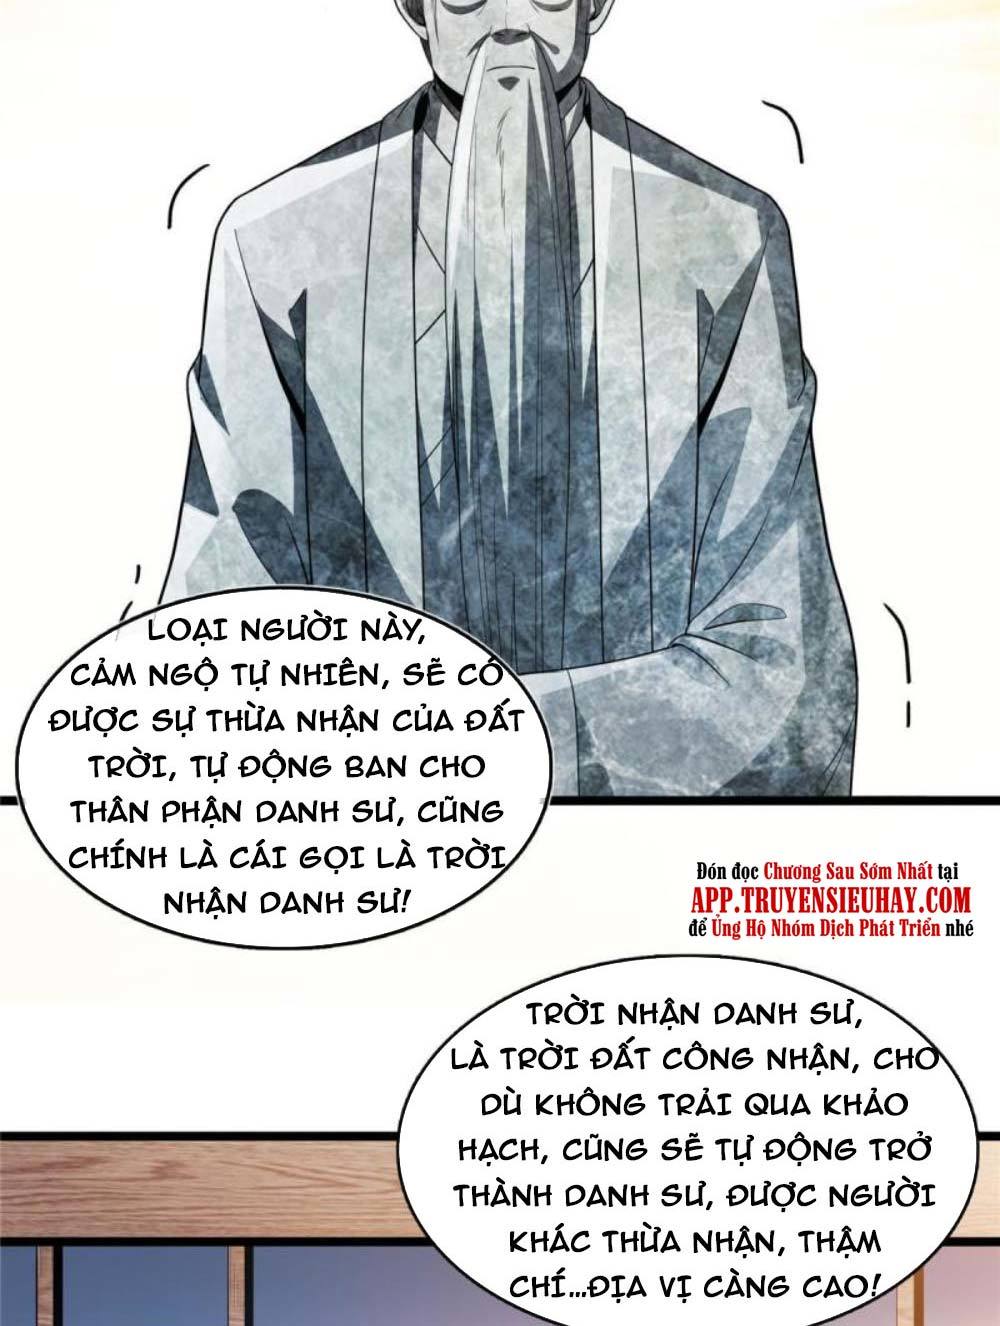 LOẠI NGƯỜI NÀY,
CẢM NGỘ TỰ NHIÊN, SẼ CÓ
ĐƯỢC SỰ THỪA NHẬN CỦA ĐẤT
TRỜI, TỰ ĐỘNG BAN CHO
THÂN PHẬN DANH SƯ, CŨNG
CHÍNH LÀ CÁI GỌI LÀ TRỜI
NHẬN DANH SƯ!
Đón đọc Chương Sau Sớm Nhất tại
APP.TRUYENSIEUHAY.COM
để Ủng Hộ Nhóm Dịch Phát Triển nhé
TRỜI NHẬN DANH SƯ,
LÀ TRỜI ĐẤT CÔNG NHẬN, CHO
DÙ KHÔNG TRẢI QUA KHẢO
HẠCH, CŨNG SẼ TỰ ĐỘNG TRỞ
THÀNH DANH SƯ, ĐƯỢC NGƯỜI
KHÁC THỪA NHẬN, THẬM
CHÍ...ĐỊA VỊ CÀNG CAO!